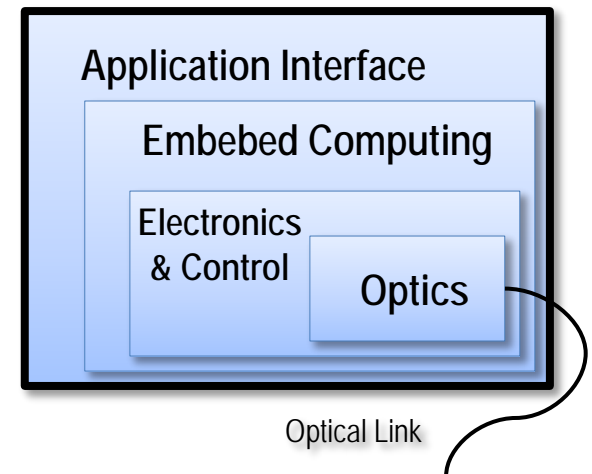 Application Interface
Embebed Computing
Electronics
& Control
Optics
Optical Link